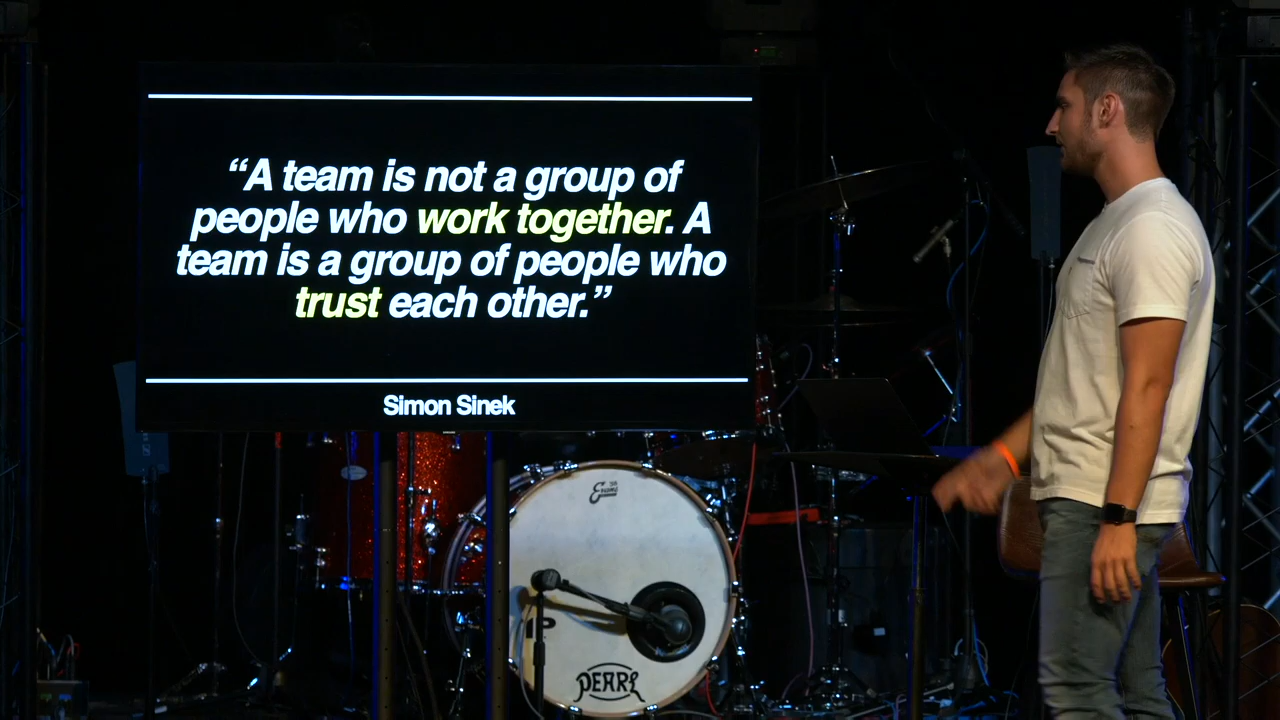 “A team is not a group of
people who work together. A
team is a group of people who
trust each other.”
Simon Sinek
PEARL